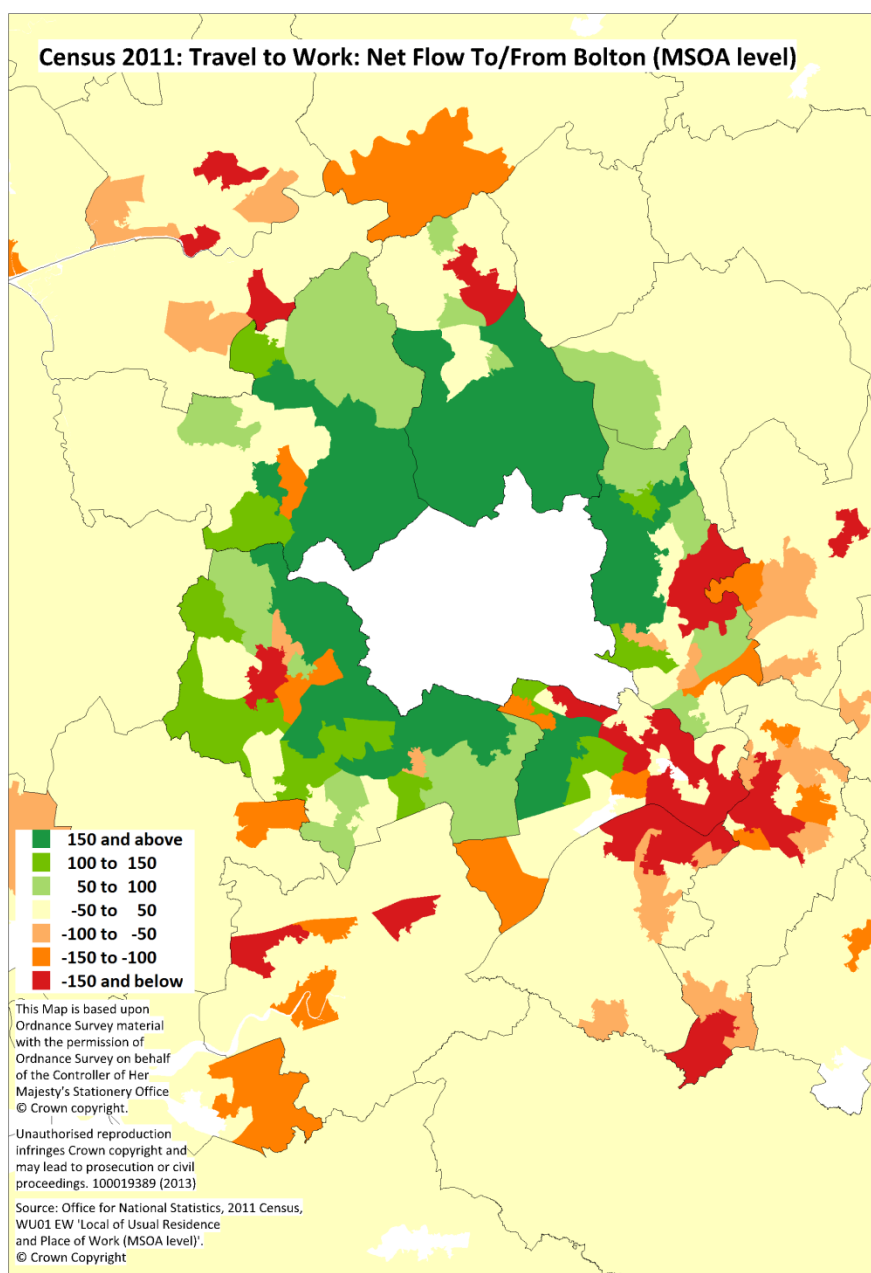 Census 2011: Travel to Work: Net Flow To/From Bolton (MSOA level)
150 and above
100 to 150
50 to 100
-50 to 50
-100 to -50
-150 to -100
-150 and below
This Map is based upon
Ordnance Survey material
with the permission of
Ordnance Survey on behalf
of the Controller of Her
Majesty's Stationery Office
© Crown copyright.
Unauthorised reproduction
infringes Crown copyright and
may lead to prosecution or civil
proceedings. 100019389 (2013)
Source: Office for National Statistics, 2011 Census,
WU01 EW 'Local of Usual Residence
and Place of Work (MSOA level)'.
© Crown Copyright